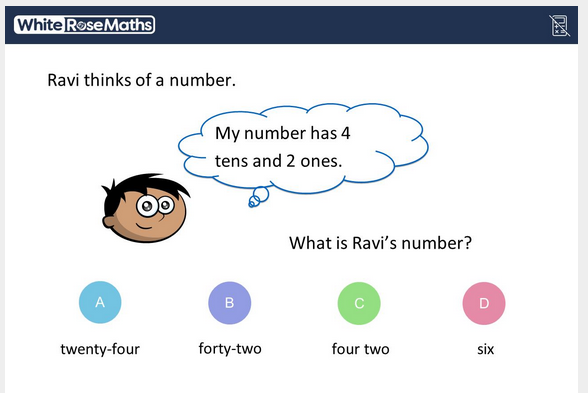 White Rose Maths
Ravi thinks of a number.
My number has 4
tens and 2 ones.
What is Ravi's number?
A
B
C
D
twenty-four
forty-two
four two
six